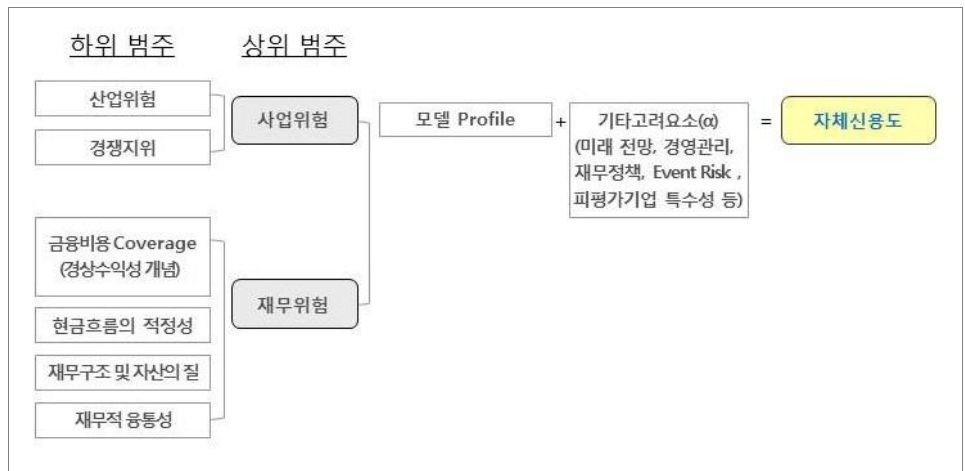 하위 범주
상위 범주
산업위험
경쟁지위
사업위험
모델 Profile
+
기타고려요소(α)
(미래 전망, 경영관리,
재무정책, Event Risk ,
피평가기업 특수성 등)
=
자체신용도
금융비용 Coverage
(경상수익성 개념)
현금흐름의 적정성
재무구조 및 자산의 질
재무적 융통성
재무위험